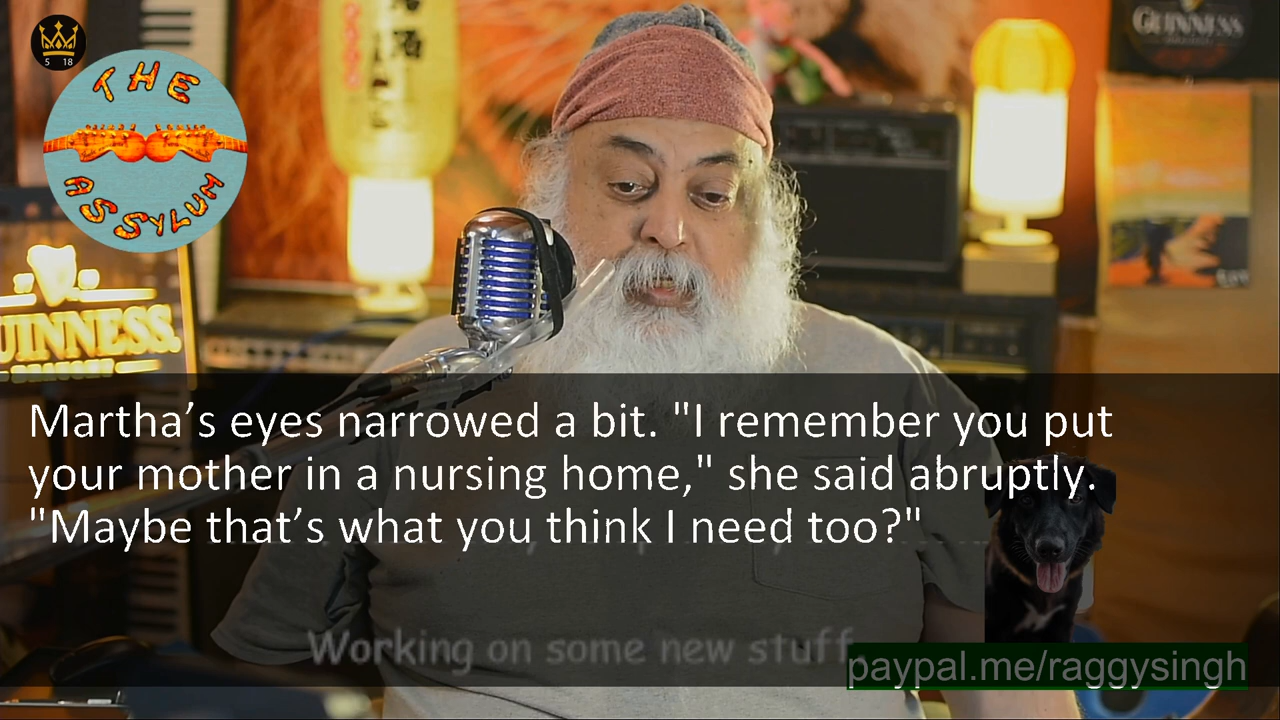 5 18
THE
ASSYLUM
GUINNESS
UINNESS.
Martha’s eyes narrowed a bit. "I remember you put
your mother in a nursing home," she said abruptly.
"Maybe that’s what you think I need too?"
Working on some new stuff.
paypal.me/raggysingh